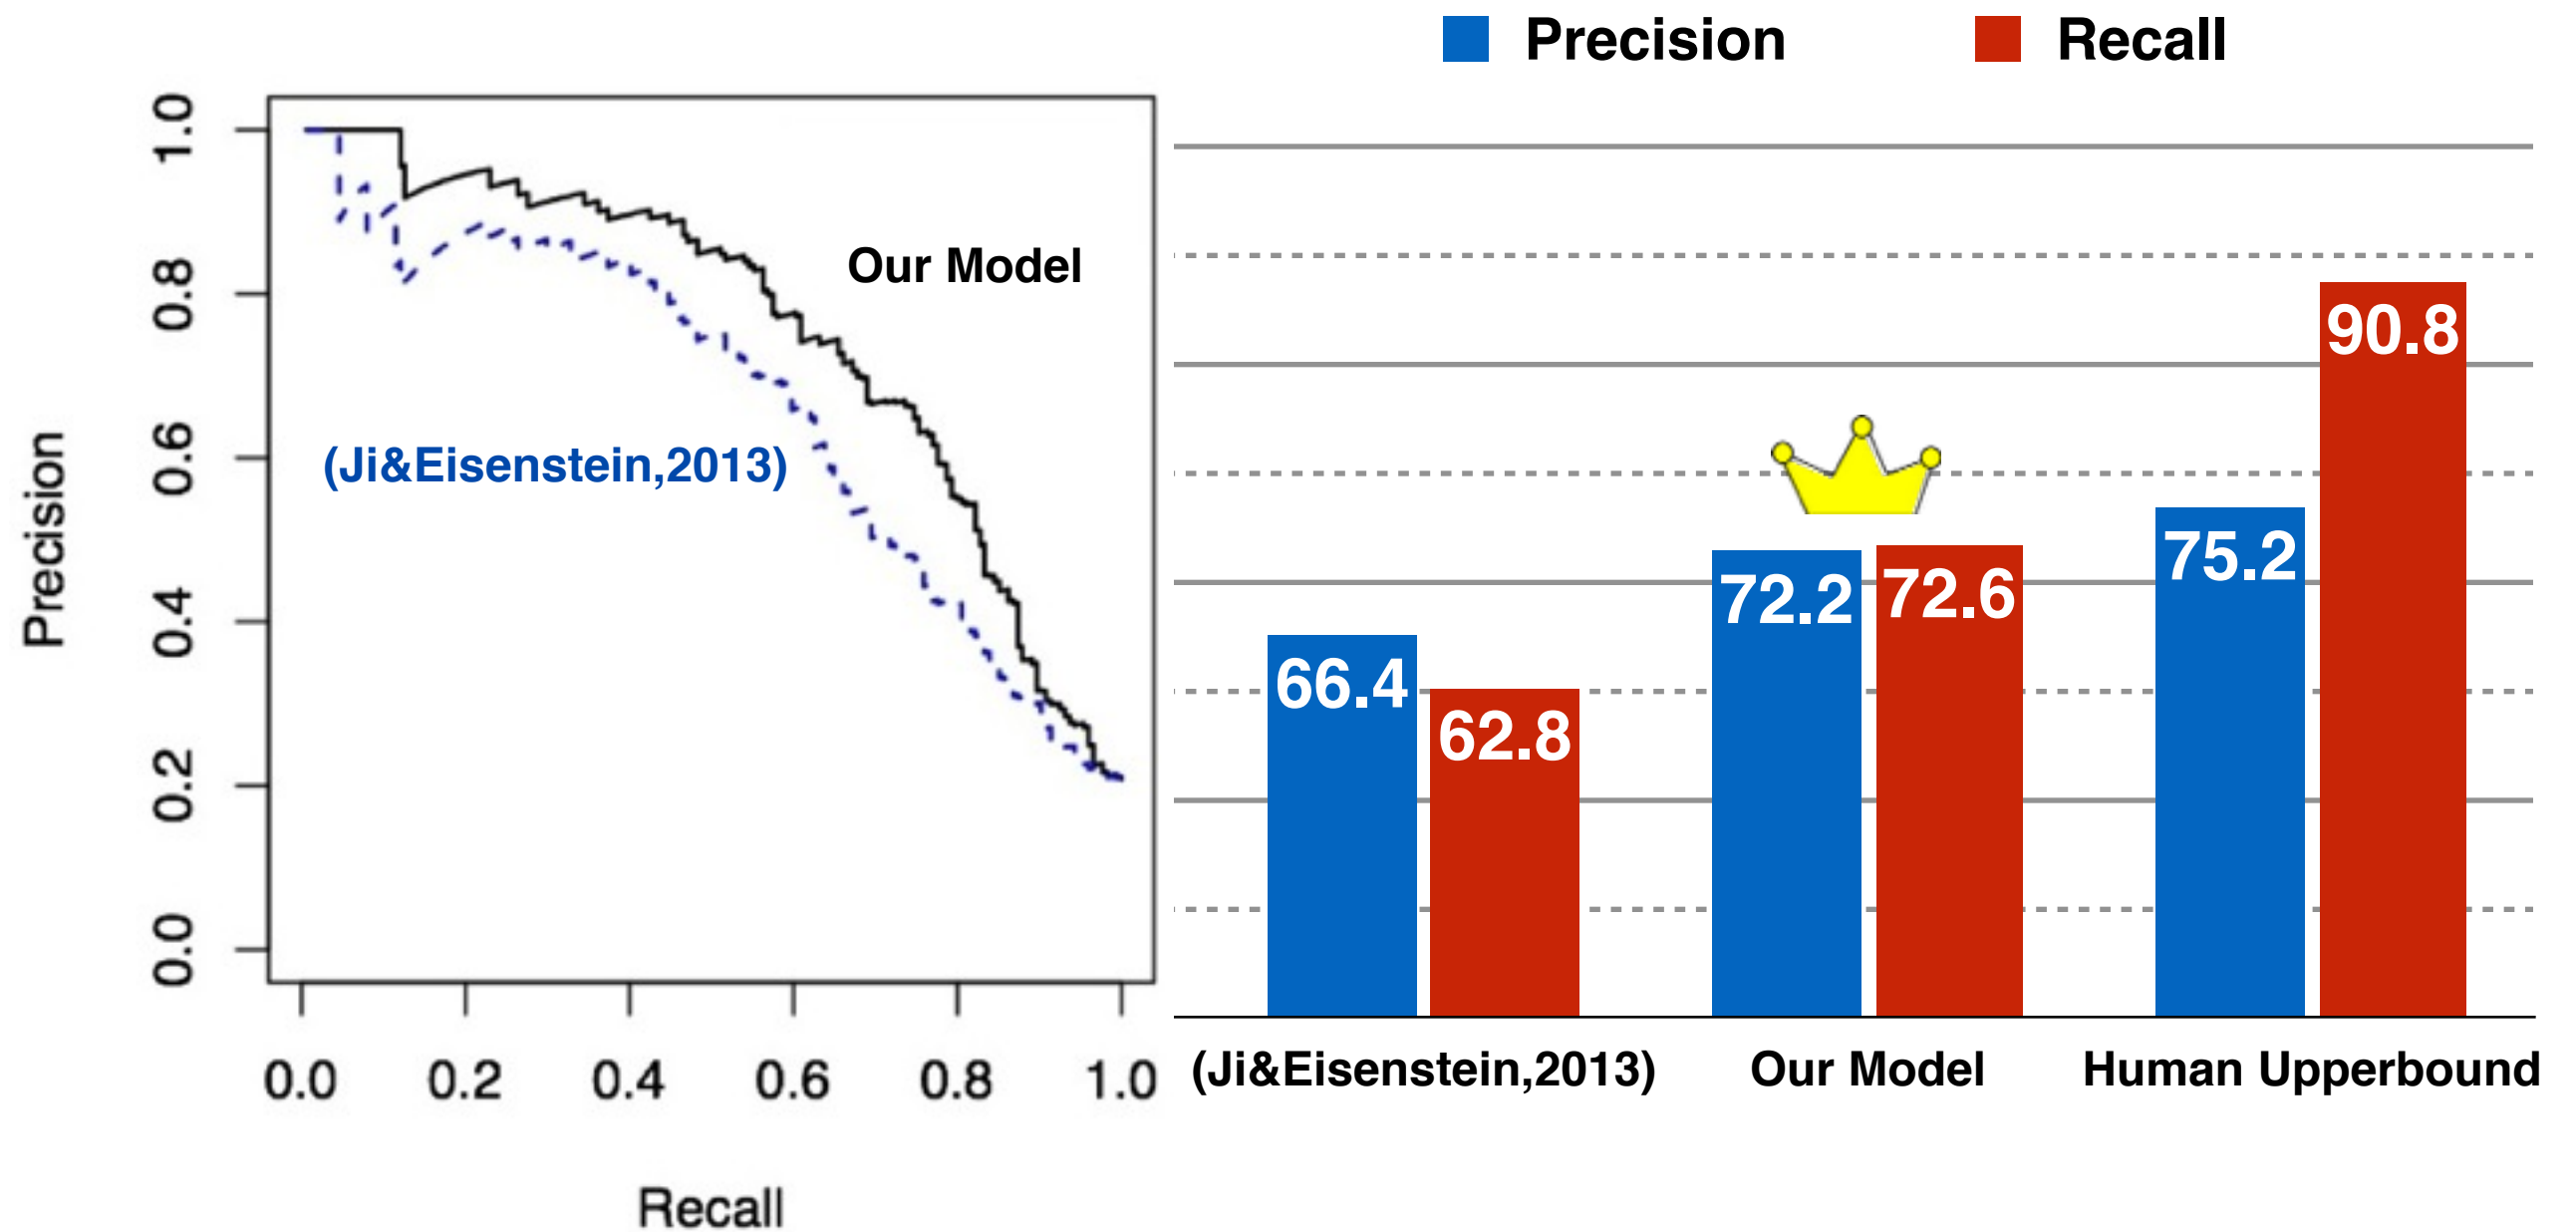 Precision Recall
1.0
0.8
0.6
0.4
0.2
0.0
Precision
Our Model
(Ji&Eisenstein,2013)
0.0 0.2 0.4 0.6 0.8 1.0
Recall
66.4
62.8
72.2
72.6
75.2
90.8
(Ji&Eisenstein,2013) Our Model Human Upperbound